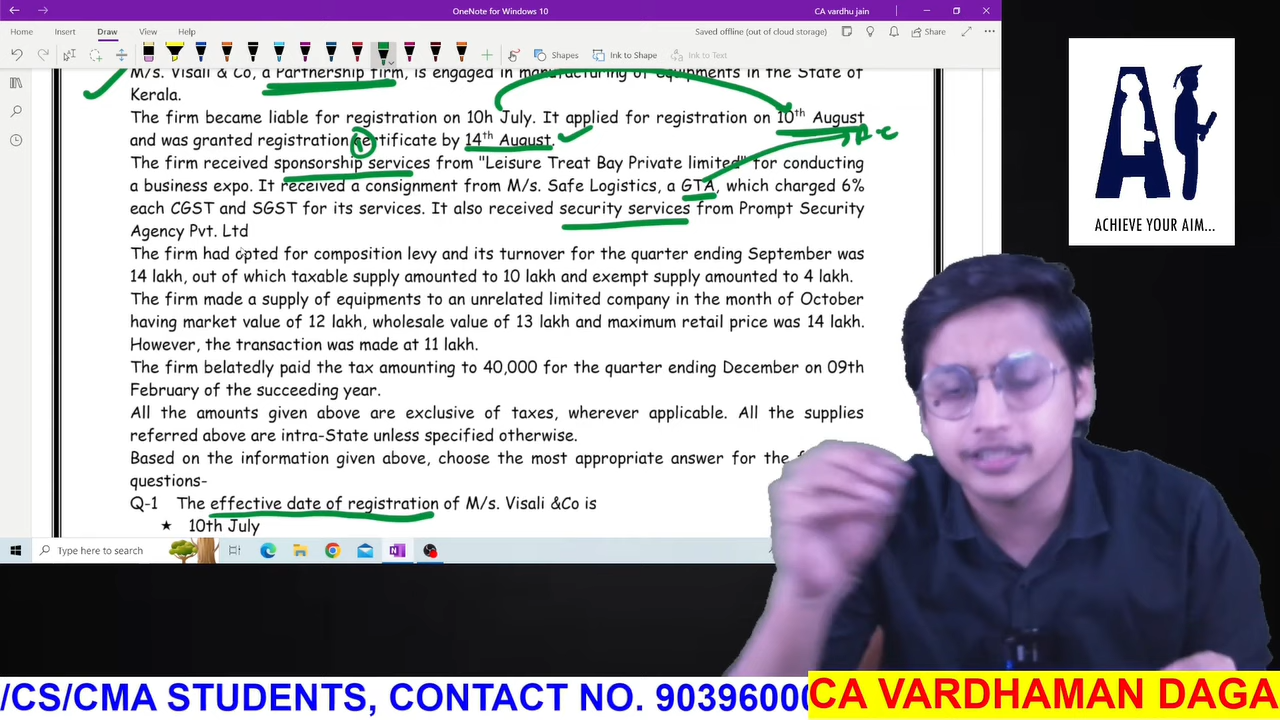 OneNote for Windows 10
CA vardhu jain
Home Insert Draw View Help
Saved offline (out of cloud storage)
Share
Shapes
Ink to Shape
Ink to Text
M/s. Visali & Co, a Partnership firm, is engaged in manufacturing of equipments in the State of
Kerala.
The firm became liable for registration on 10h July. It applied for registration on 10th August
and was granted registration certificate by 14th August.
The firm received sponsorship services from "Leisure Treat Bay Private limited" for conducting
a business expo. It received a consignment from M/s. Safe Logistics, a GTA, which charged 6%
each CGST and SGST for its services. It also received security services from Prompt Security
Agency Pvt. Ltd
The firm had opted for composition levy and its turnover for the quarter ending September was
14 lakh, out of which taxable supply amounted to 10 lakh and exempt supply amounted to 4 lakh.
The firm made a supply of equipments to an unrelated limited company in the month of October
having market value of 12 lakh, wholesale value of 13 lakh and maximum retail price was 14 lakh.
However, the transaction was made at 11 lakh.
The firm belatedly paid the tax amounting to 40,000 for the quarter ending December on 09th
February of the succeeding year.
All the amounts given above are exclusive of taxes, wherever applicable. All the supplies
referred above are intra-State unless specified otherwise.
Based on the information given above, choose the most appropriate answer for the
questions-
Q-1 The effective date of registration of M/s. Visali &Co is
★ 10th July
Type here to search
ACHIEVE YOUR AIM...
/CS/CMA STUDENTS, CONTACT NO. 90396000
CA VARDHAMAN DAGA